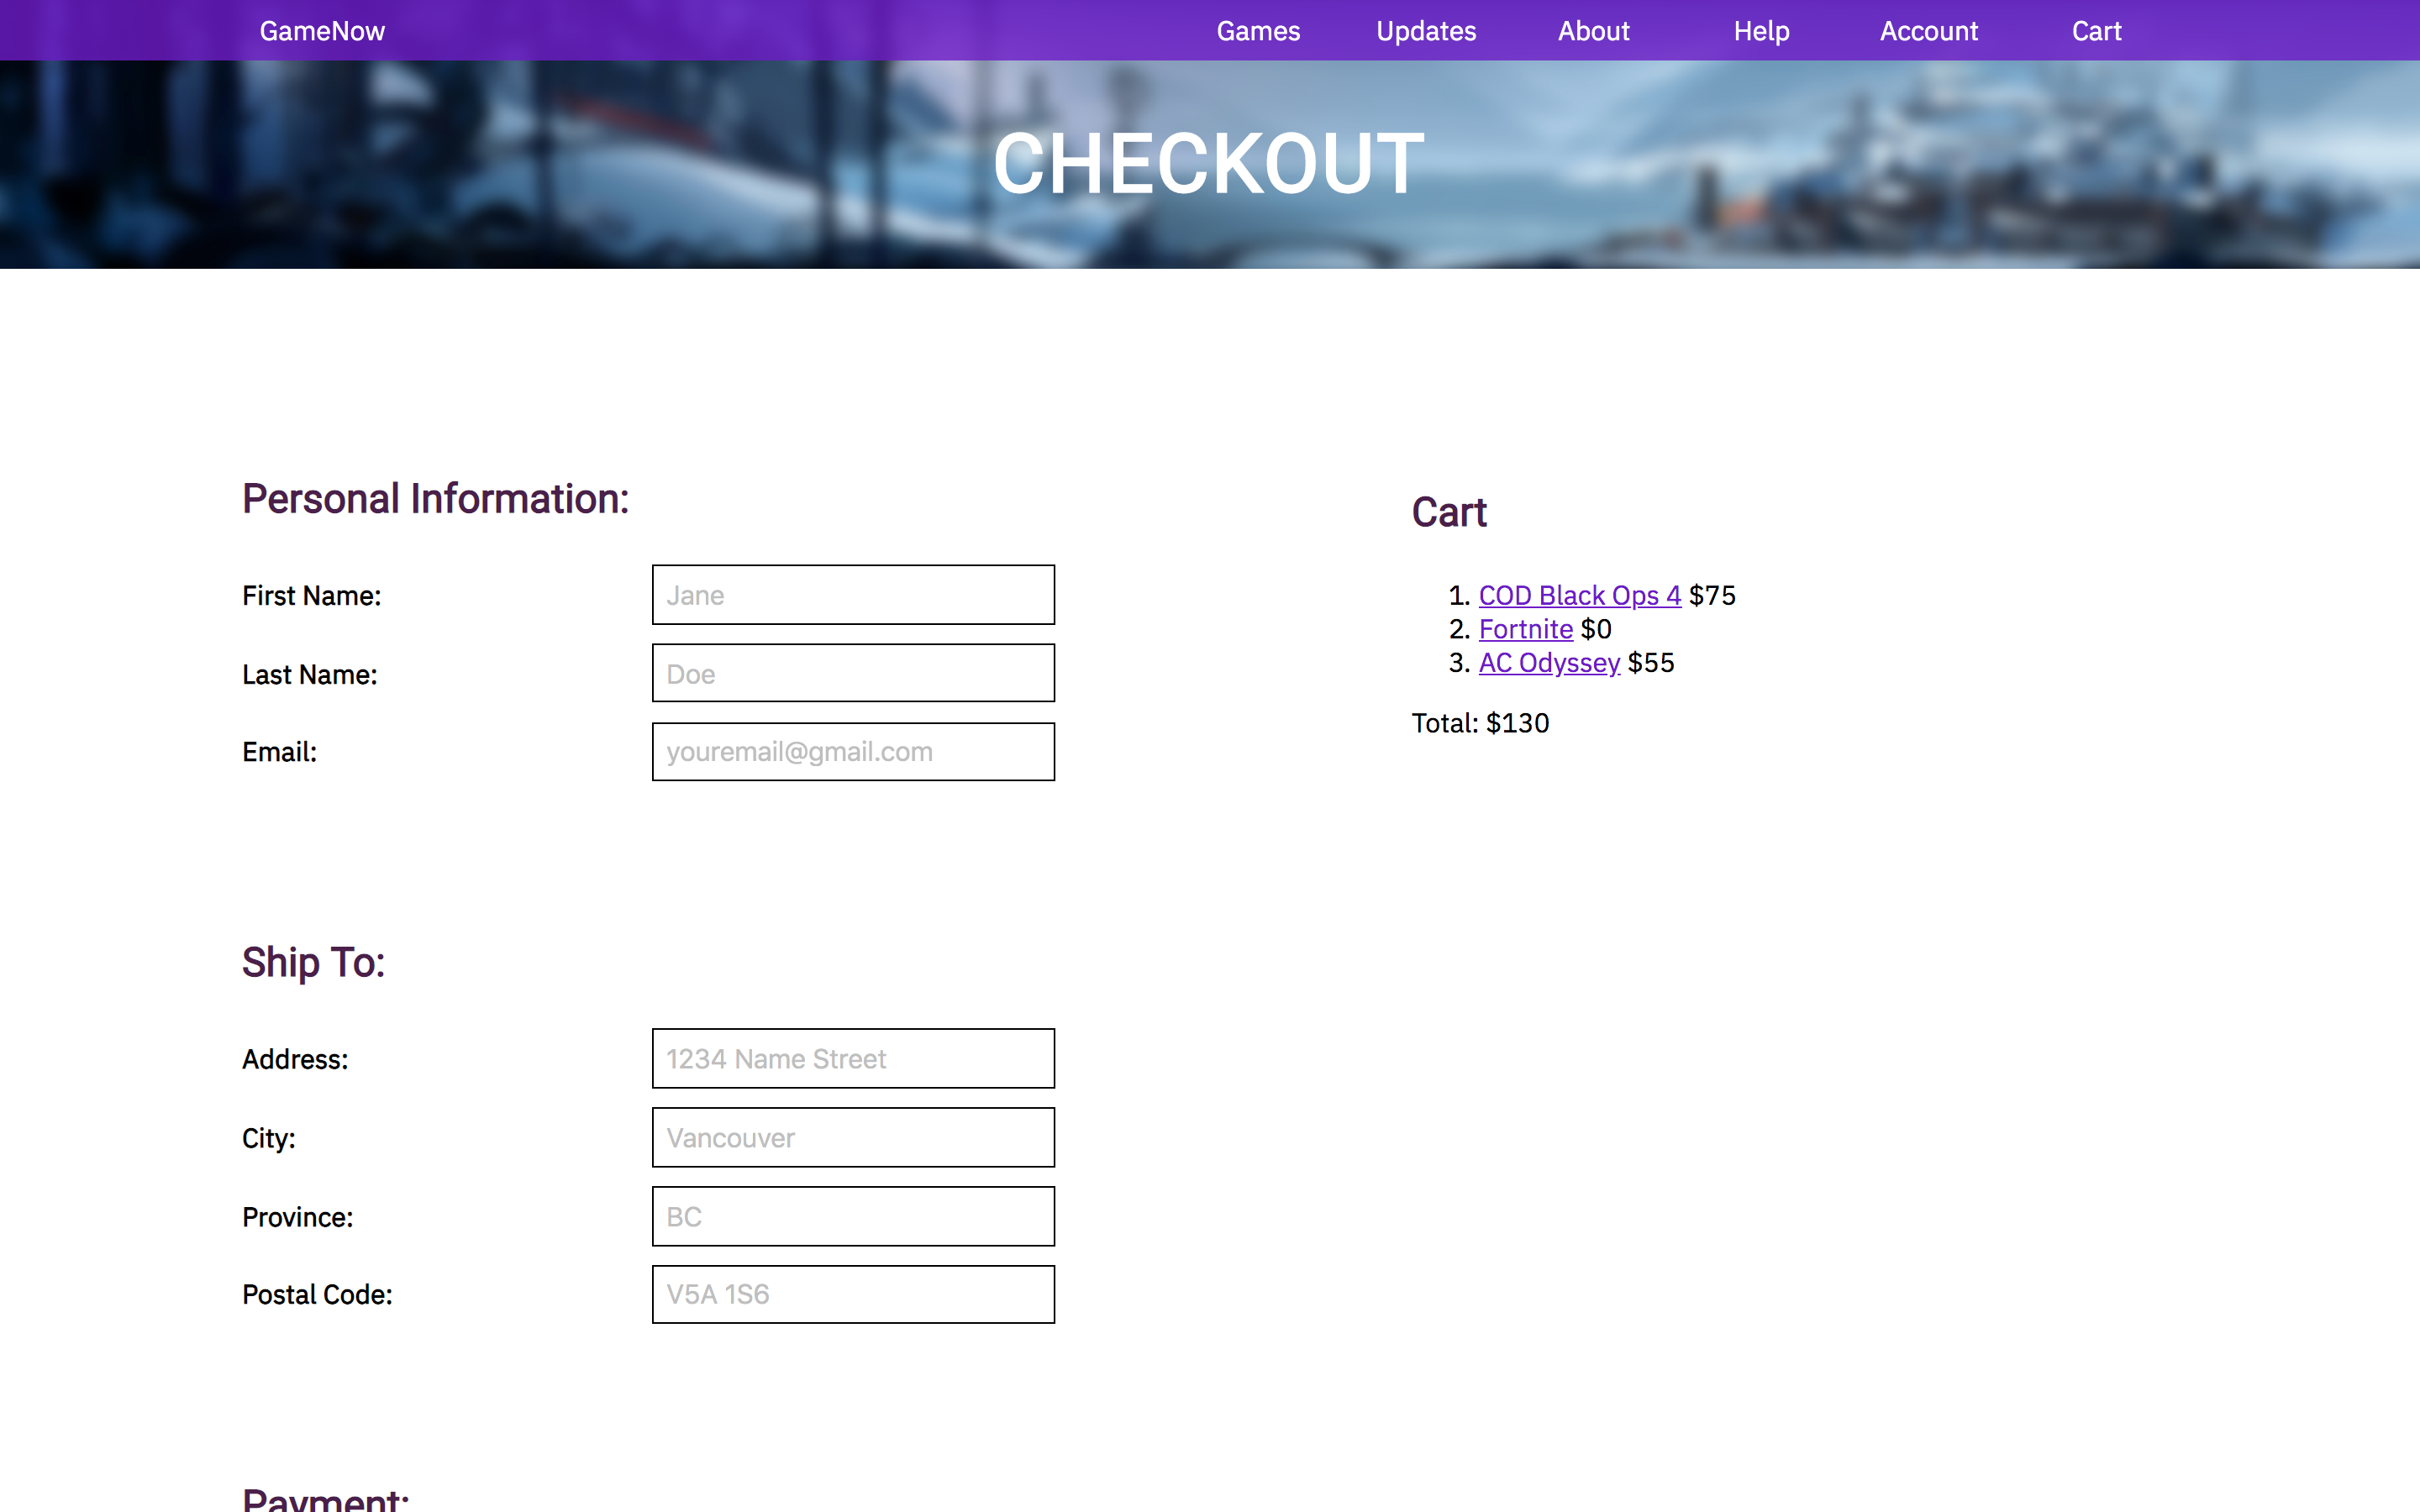 GameNow Games Updates About Help Account Cart
CHECKOUT
Personal Information:
First Name: Jane
Last Name: Doe
Email: youremail@gmail.com
Cart
1. COD Black Ops 4 $75
2. Fortnite $0
3. AC Odyssey $55
Total: $130
Ship To:
Address: 1234 Name Street
City: Vancouver
Province: BC
Postal Code: V5A 1S6
Payment: